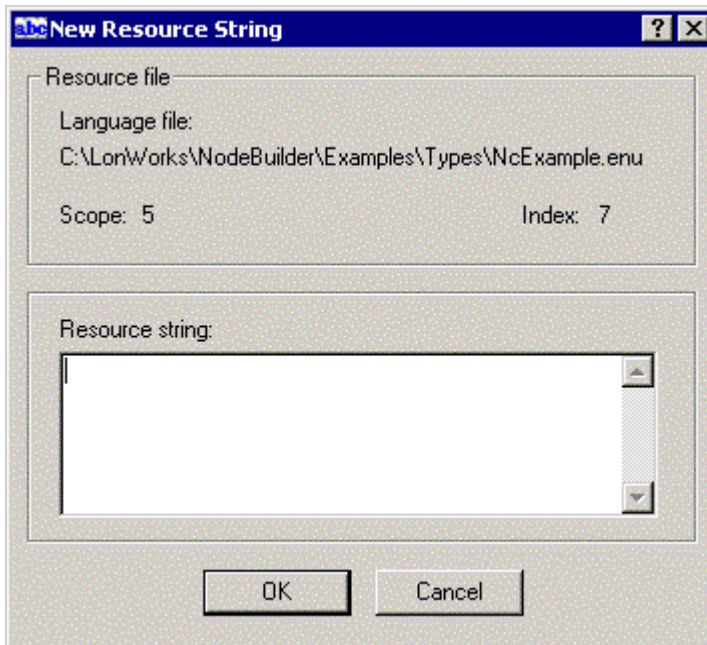 abc New Resource String
Resource file
Language file:
C:\LonWorks\NodeBuilder\Examples\Types\NcExample.enu
Scope: 5 Index: 7
Resource string:
OK Cancel